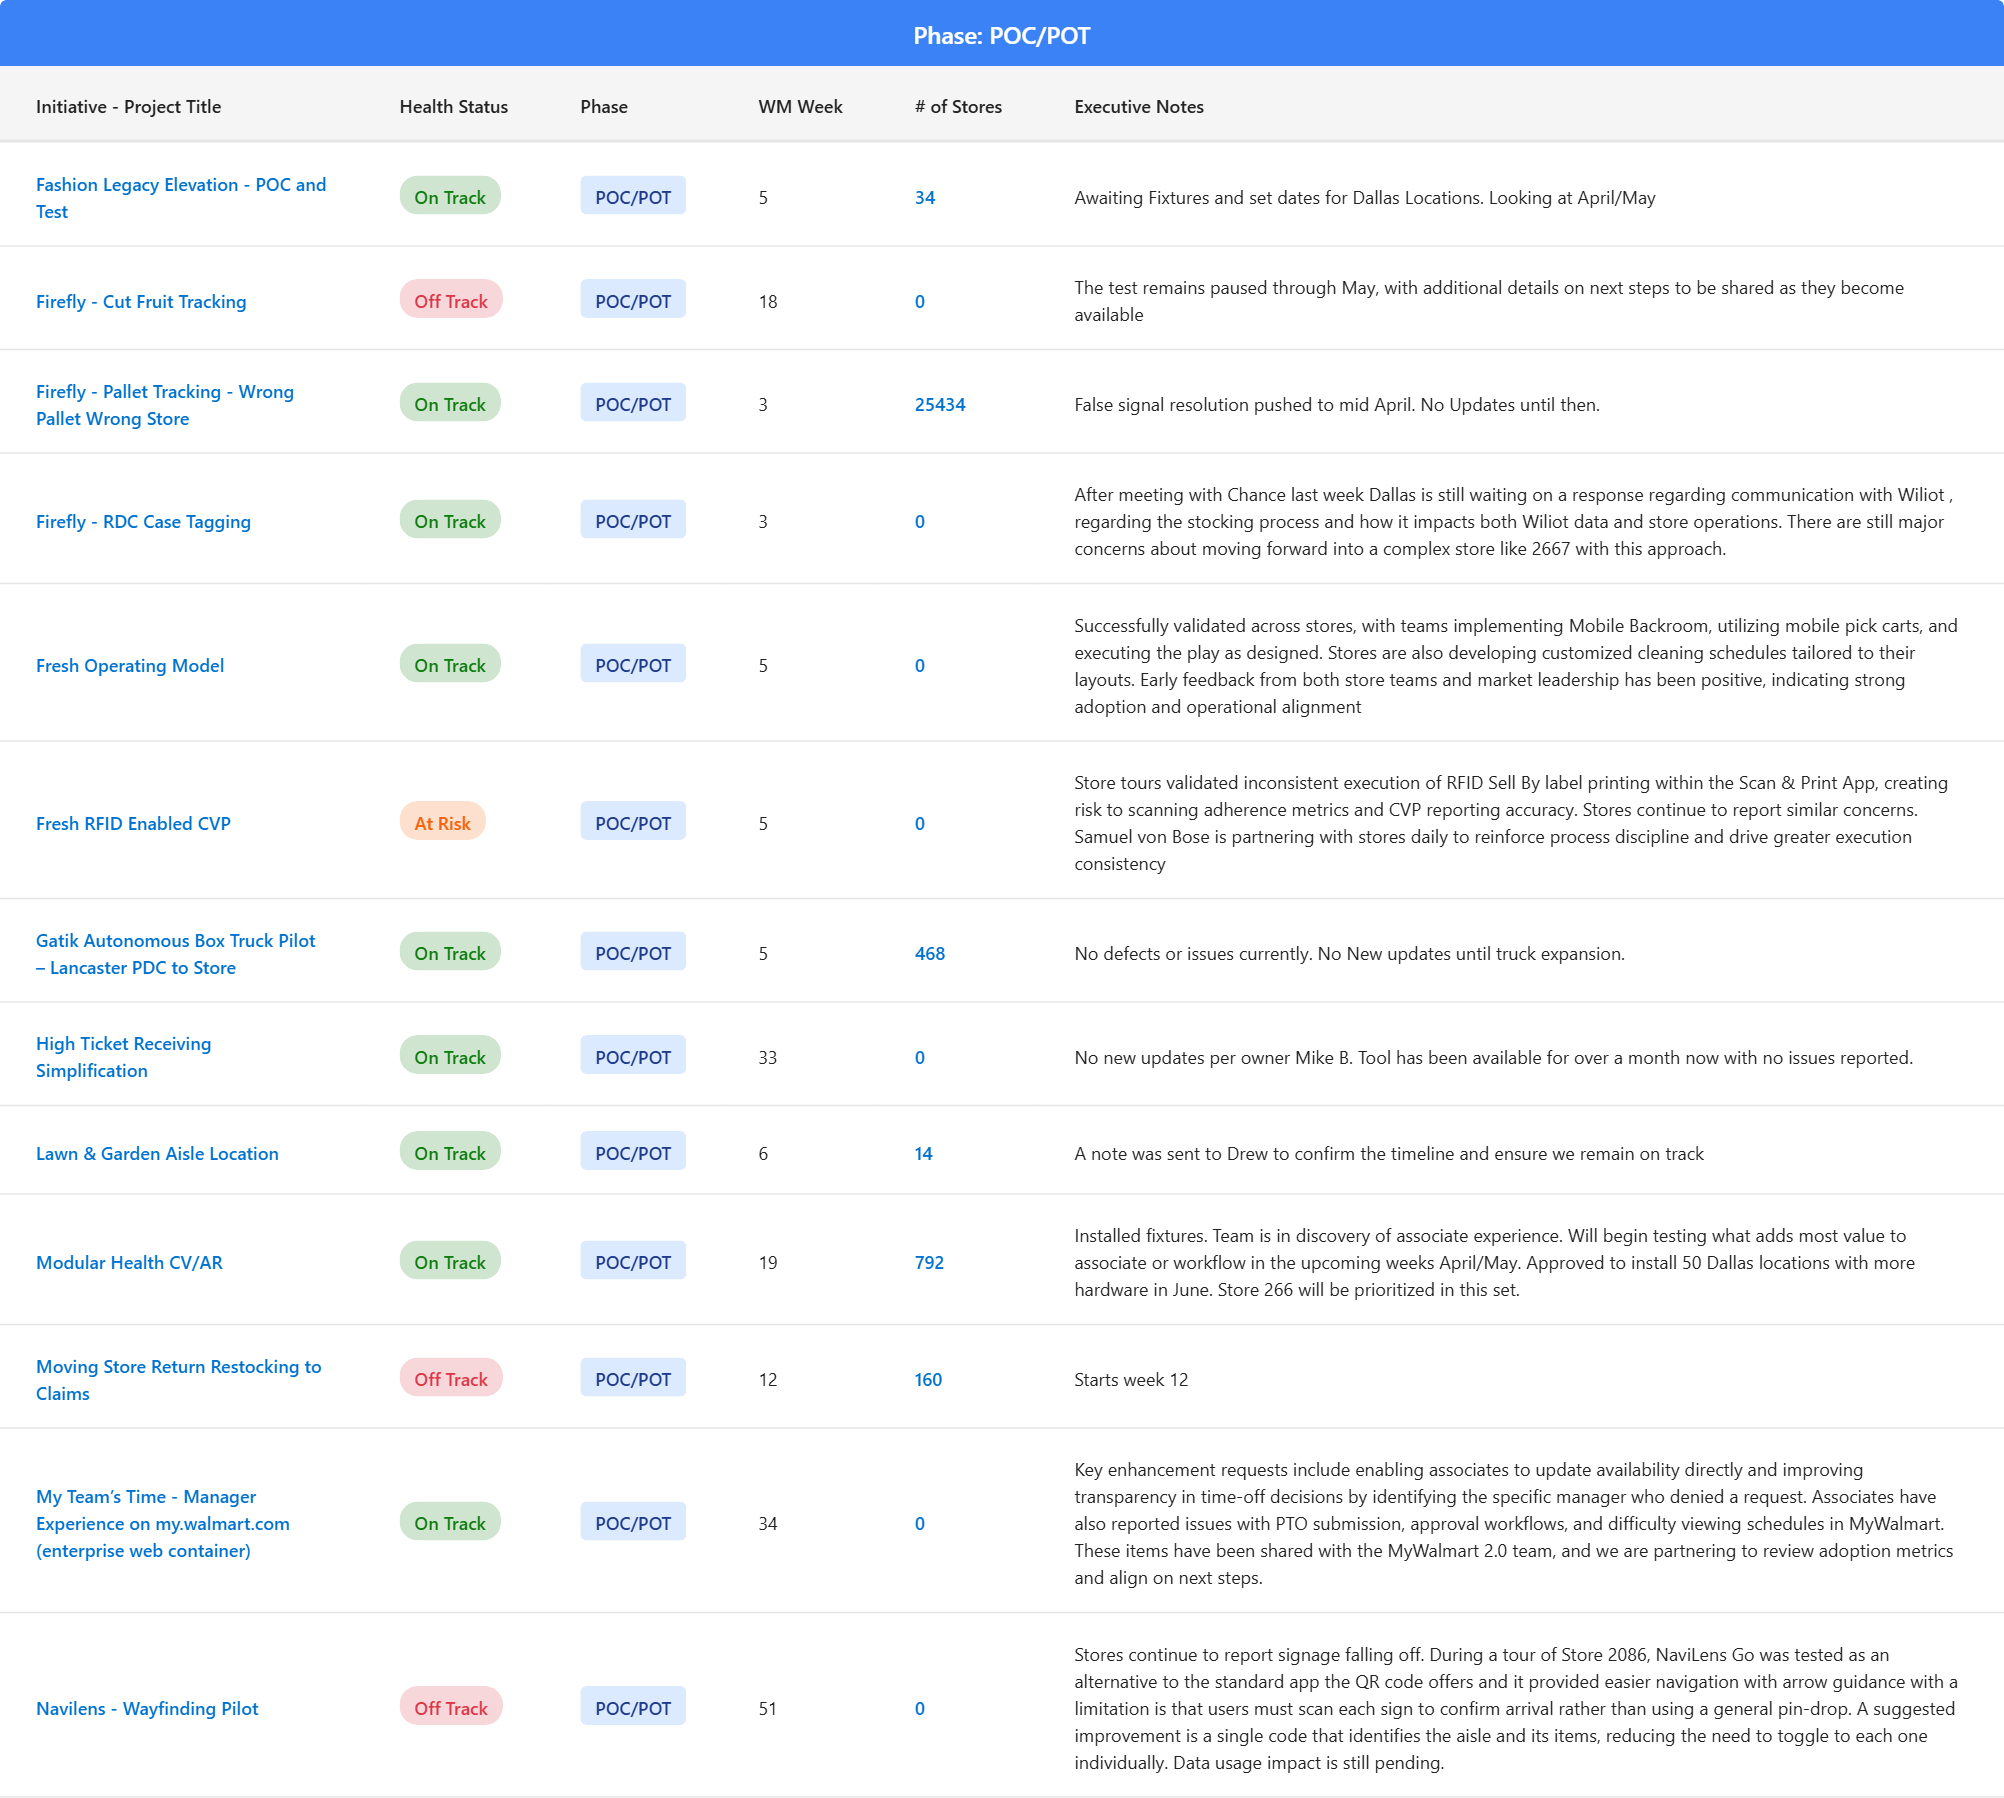 Phase: POC/POT
Initiative - Project Title Health Status Phase WM Week # of Stores Executive Notes
Fashion Legacy Elevation - POC and
Test
On Track POC/POT 5 34 Awaiting Fixtures and set dates for Dallas Locations. Looking at April/May
Firefly - Cut Fruit Tracking Off Track POC/POT 18 0
The test remains paused through May, with additional details on next steps to be shared as they become
available
Firefly - Pallet Tracking - Wrong
Pallet Wrong Store
On Track POC/POT 3 25434 False signal resolution pushed to mid April. No Updates until then.
Firefly - RDC Case Tagging On Track POC/POT 3 0
After meeting with Chance last week Dallas is still waiting on a response regarding communication with Wiliot ,
regarding the stocking process and how it impacts both Wiliot data and store operations. There are still major
concerns about moving forward into a complex store like 2667 with this approach.
Fresh Operating Model On Track POC/POT 5 0
Successfully validated across stores, with teams implementing Mobile Backroom, utilizing mobile pick carts, and
executing the play as designed. Stores are also developing customized cleaning schedules tailored to their
layouts. Early feedback from both store teams and market leadership has been positive, indicating strong
adoption and operational alignment
Fresh RFID Enabled CVP At Risk POC/POT 5 0
Store tours validated inconsistent execution of RFID Sell By label printing within the Scan & Print App, creating
risk to scanning adherence metrics and CVP reporting accuracy. Stores continue to report similar concerns.
Samuel von Bose is partnering with stores daily to reinforce process discipline and drive greater execution
consistency
Gatik Autonomous Box Truck Pilot
– Lancaster PDC to Store
On Track POC/POT 5 468 No defects or issues currently. No New updates until truck expansion.
High Ticket Receiving
Simplification
On Track POC/POT 33 0 No new updates per owner Mike B. Tool has been available for over a month now with no issues reported.
Lawn & Garden Aisle Location On Track POC/POT 6 14 A note was sent to Drew to confirm the timeline and ensure we remain on track
Modular Health CV/AR On Track POC/POT 19 792
Installed fixtures. Team is in discovery of associate experience. Will begin testing what adds most value to
associate or workflow in the upcoming weeks April/May. Approved to install 50 Dallas locations with more
hardware in June. Store 266 will be prioritized in this set.
Moving Store Return Restocking to
Claims
Off Track POC/POT 12 160 Starts week 12
My Team’s Time - Manager
Experience on my.walmart.com
(enterprise web container)
On Track POC/POT 34 0
Key enhancement requests include enabling associates to update availability directly and improving
transparency in time-off decisions by identifying the specific manager who denied a request. Associates have
also reported issues with PTO submission, approval workflows, and difficulty viewing schedules in MyWalmart.
These items have been shared with the MyWalmart 2.0 team, and we are partnering to review adoption metrics
and align on next steps.
Navilens - Wayfinding Pilot Off Track POC/POT 51 0
Stores continue to report signage falling off. During a tour of Store 2086, NaviLens Go was tested as an
alternative to the standard app the QR code offers and it provided easier navigation with arrow guidance with a
limitation is that users must scan each sign to confirm arrival rather than using a general pin-drop. A suggested
improvement is a single code that identifies the aisle and its items, reducing the need to toggle to each one
individually. Data usage impact is still pending.